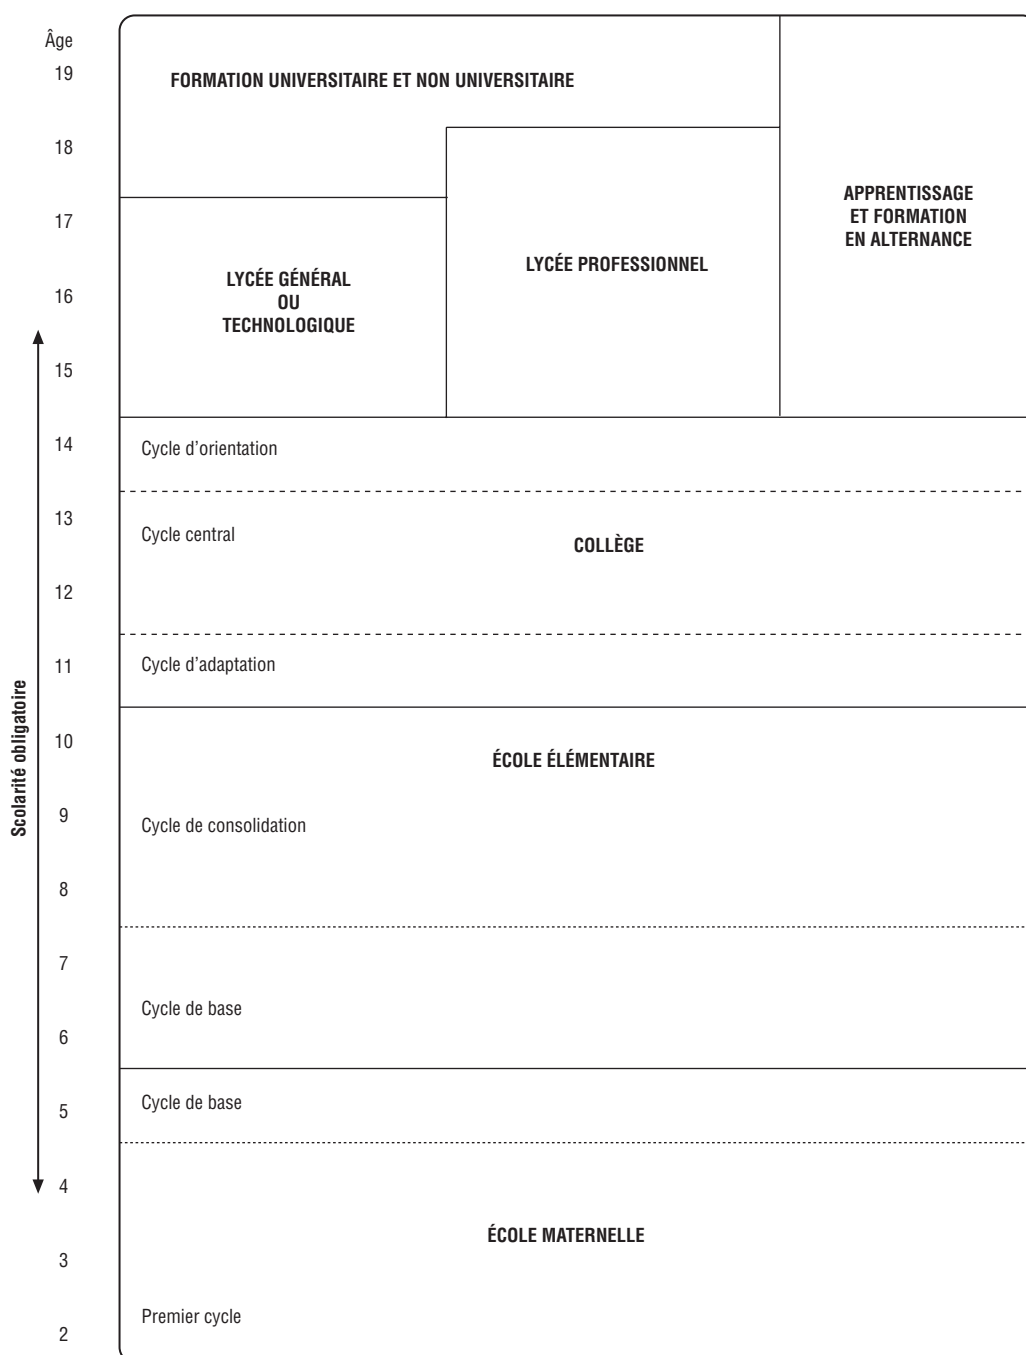 Âge
19
FORMATION UNIVERSITAIRE ET NON UNIVERSITAIRE
18
APPRENTISSAGE
ET FORMATION
EN ALTERNANCE
17
LYCÉE PROFESSIONNEL
LYCÉE GÉNÉRAL
OU
TECHNOLOGIQUE
16
15
14
Cycle d’orientation
13
Cycle central
COLLÈGE
12
11
Cycle d’adaptation
Scolarité obligatoire
10
ÉCOLE ÉLÉMENTAIRE
9
Cycle de consolidation
8
7
Cycle de base
6
Cycle de base
5
4
ÉCOLE MATERNELLE
3
Premier cycle
2